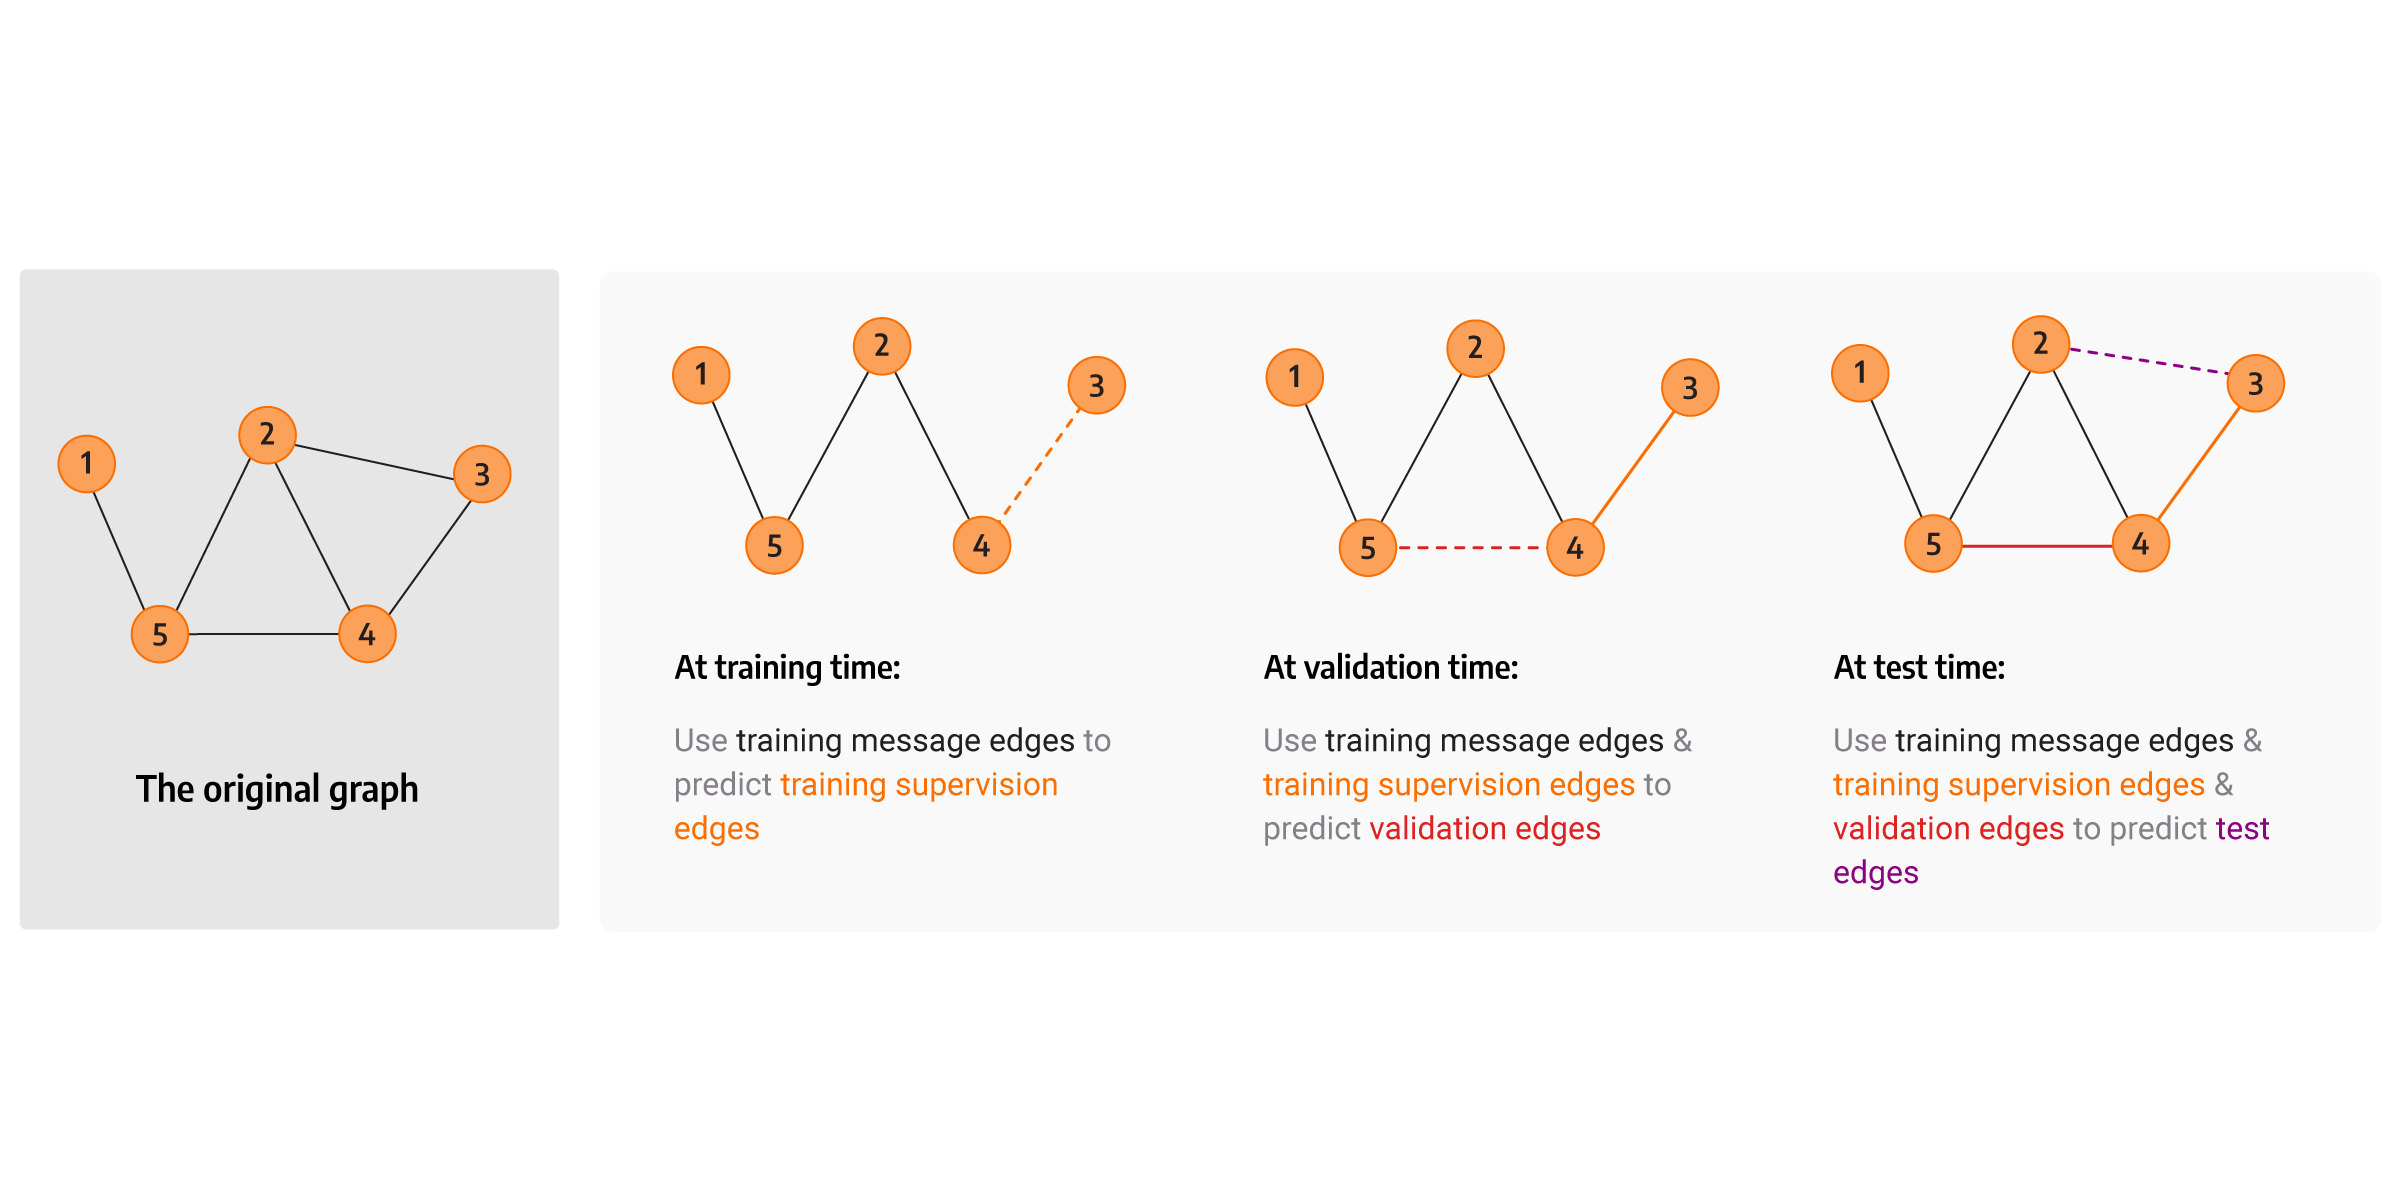 1
2
3
5
4
The original graph
1
2
3
5
4
At training time:
Use training message edges to
predict training supervision
edges
1
2
3
5
4
At validation time:
Use training message edges &
training supervision edges to
predict validation edges
1
2
3
5
4
At test time:
Use training message edges &
training supervision edges &
validation edges to predict test
edges